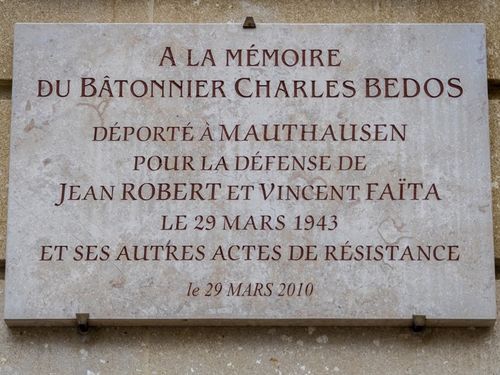 A LA MÉMOIRE
DU BÂTONNIER CHARLES BEDOS
DÉPORTÉ À MAUTHAUSEN
POUR LA DÉFENSE DE
JEAN ROBERT ET VINCENT FAÏTA
LE 29 MARS 1943
ET SES AUTRES ACTES DE RÉSISTANCE
le 29 MARS 2010